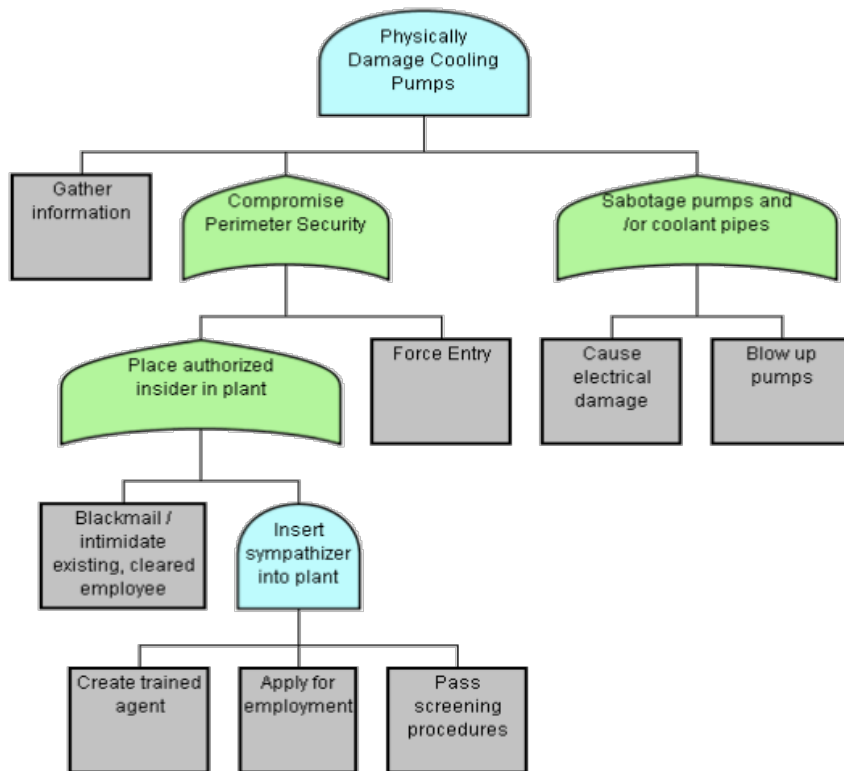 Physically
Damage Cooling
Pumps
Gather
information
Compromise
Perimeter Security
Sabotage pumps and
/or coolant pipes
Place authorized
insider in plant
Force Entry
Cause
electrical
damage
Blow up
pumps
Blackmail /
intimidate
existing, cleared
employee
Insert
sympathizer
into plant
Create trained
agent
Apply for
employment
Pass
screening
procedures